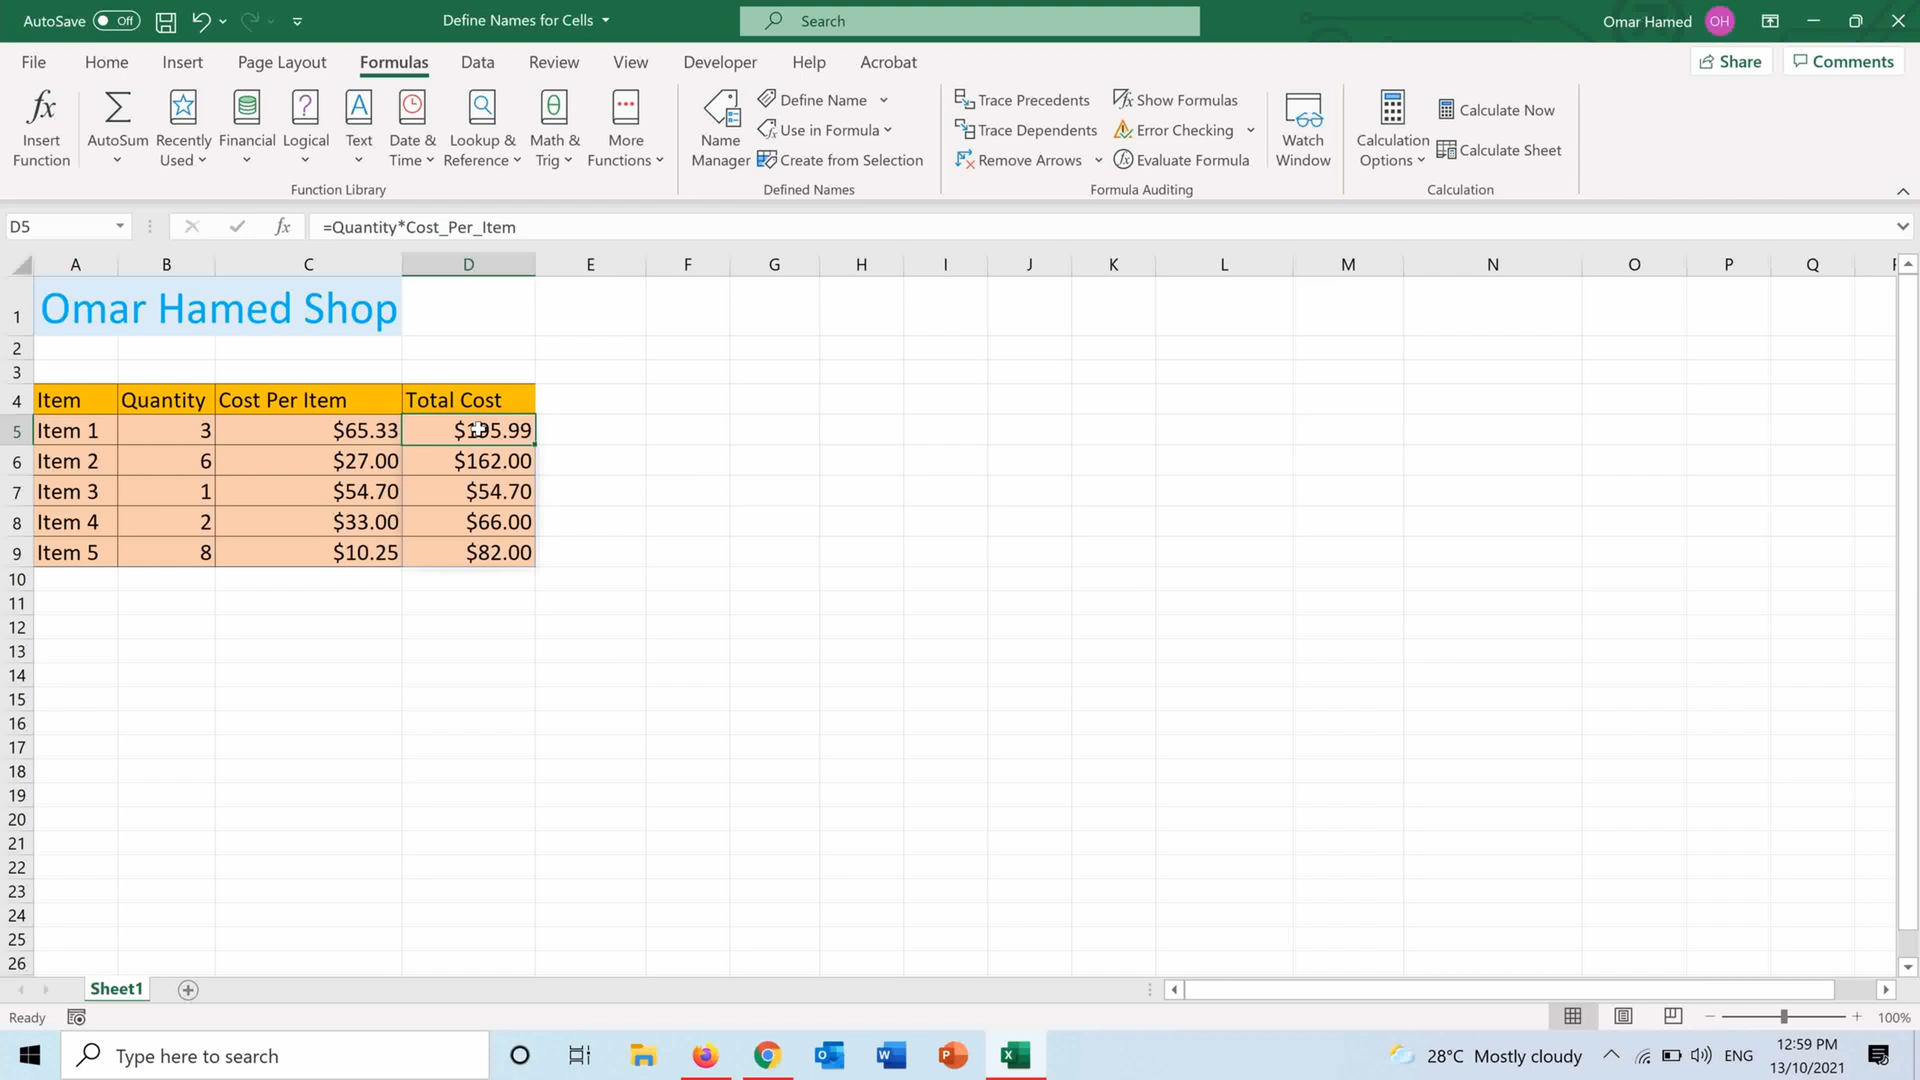 AutoSave Off Define Names for Cells Search Omar Hamed OH
File Home Insert Page Layout Formulas Data Review View Developer Help Acrobat Share Comments
Insert Function
AutoSum
Recently Used
Financial
Logical
Text
Date & Time
Lookup & Reference
Math & Trig
More Functions
Function Library
Name Manager
Define Name
Use in Formula
Create from Selection
Defined Names
Trace Precedents
Trace Dependents
Remove Arrows
Show Formulas
Error Checking
Evaluate Formula
Formula Auditing
Watch Window
Calculation Options
Calculate Now
Calculate Sheet
Calculation
D5 fx =Quantity*Cost_Per_Item
A B C D E F G H I J K L M N O P Q
1 Omar Hamed Shop
2
3
4 Item Quantity Cost Per Item Total Cost
5 Item 1 3 $65.33 $195.99
6 Item 2 6 $27.00 $162.00
7 Item 3 1 $54.70 $54.70
8 Item 4 2 $33.00 $66.00
9 Item 5 8 $10.25 $82.00
10
11
12
13
14
15
16
17
18
19
20
21
22
23
24
25
26
Sheet1
Ready 100%
Type here to search 28°C Mostly cloudy ENG 12:59 PM
13/10/2021